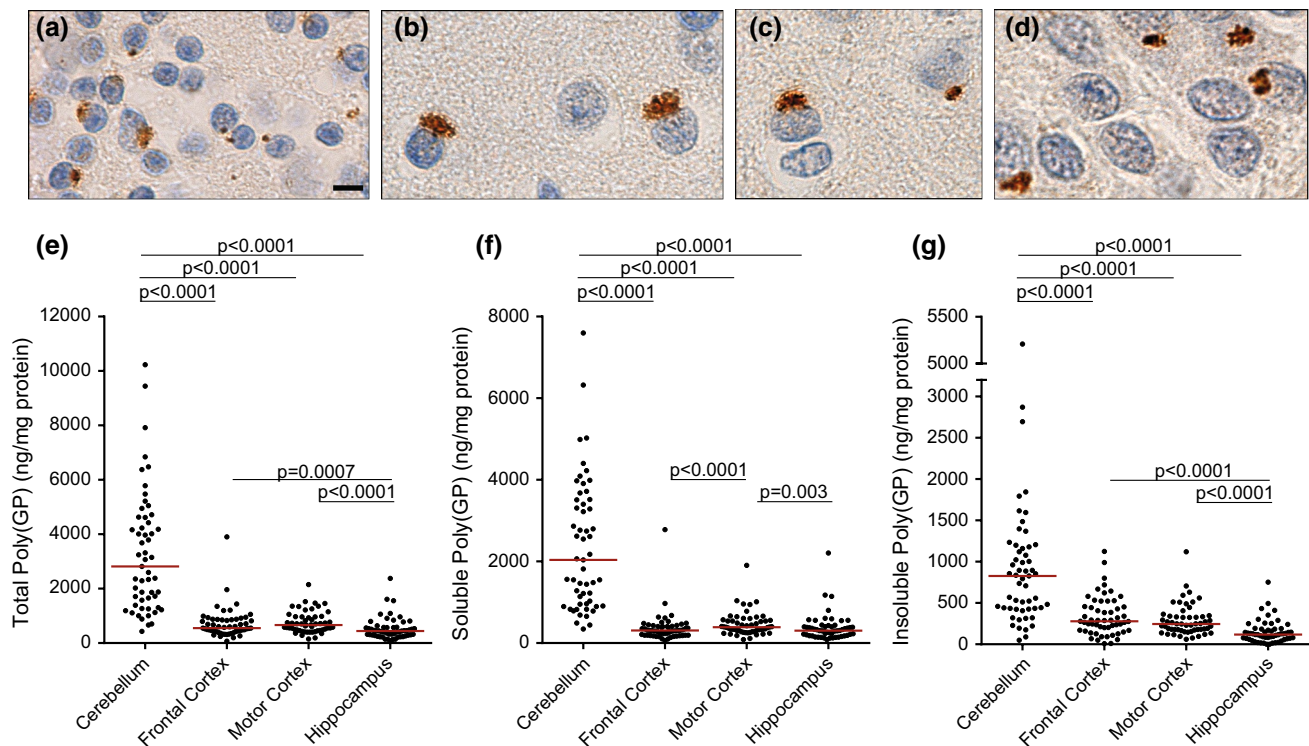 (a)
(b)
(c)
(d)
(e)
p<0.0001
p<0.0001
p<0.0001
Total Poly(GP) (ng/mg protein)
12000
10000
8000
6000
4000
2000
0
p=0.0007
p<0.0001
Cerebellum
Frontal Cortex
Motor Cortex
Hippocampus
(f)
p<0.0001
p<0.0001
p<0.0001
Soluble Poly(GP) (ng/mg protein)
8000
6000
4000
2000
0
p<0.0001
p=0.003
Cerebellum
Frontal Cortex
Motor Cortex
Hippocampus
(g)
p<0.0001
p<0.0001
p<0.0001
Insoluble Poly(GP) (ng/mg protein)
5500
5000
3000
2500
2000
1500
1000
500
0
p<0.0001
p<0.0001
Cerebellum
Frontal Cortex
Motor Cortex
Hippocampus